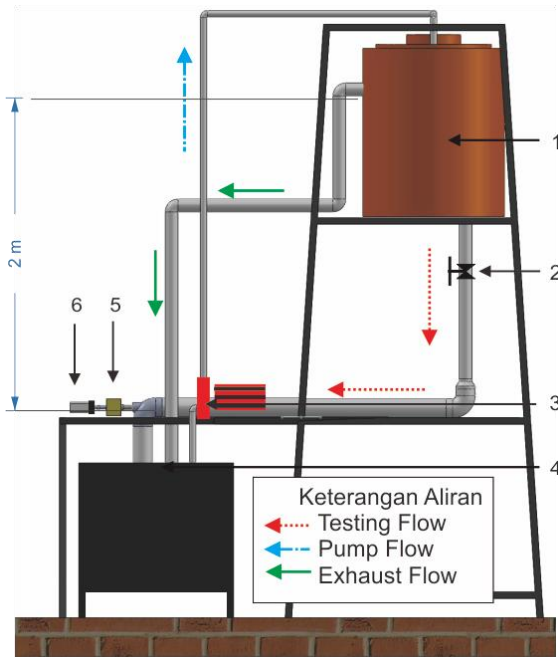 1
2 m
2
6
5
3
4
Keterangan Aliran
Testing Flow
Pump Flow
Exhaust Flow